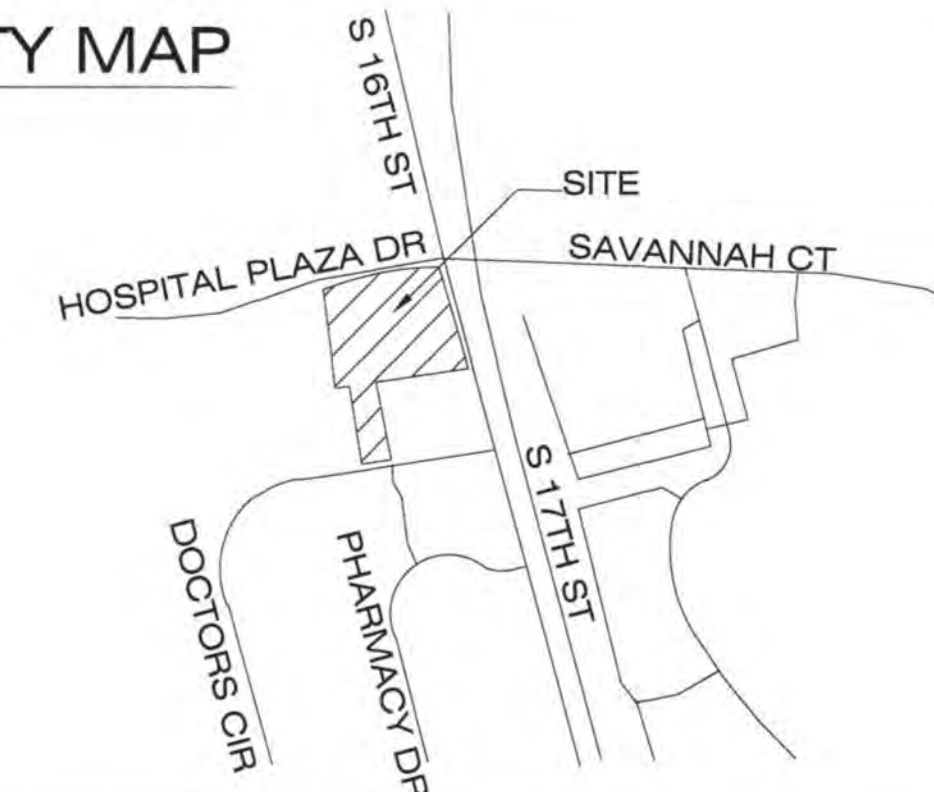 TY MAP
S 16TH ST
SITE
HOSPITAL PLAZA DR
SAVANNAH CT
S 17TH ST
DOCTORS CIR
PHARMACY DR